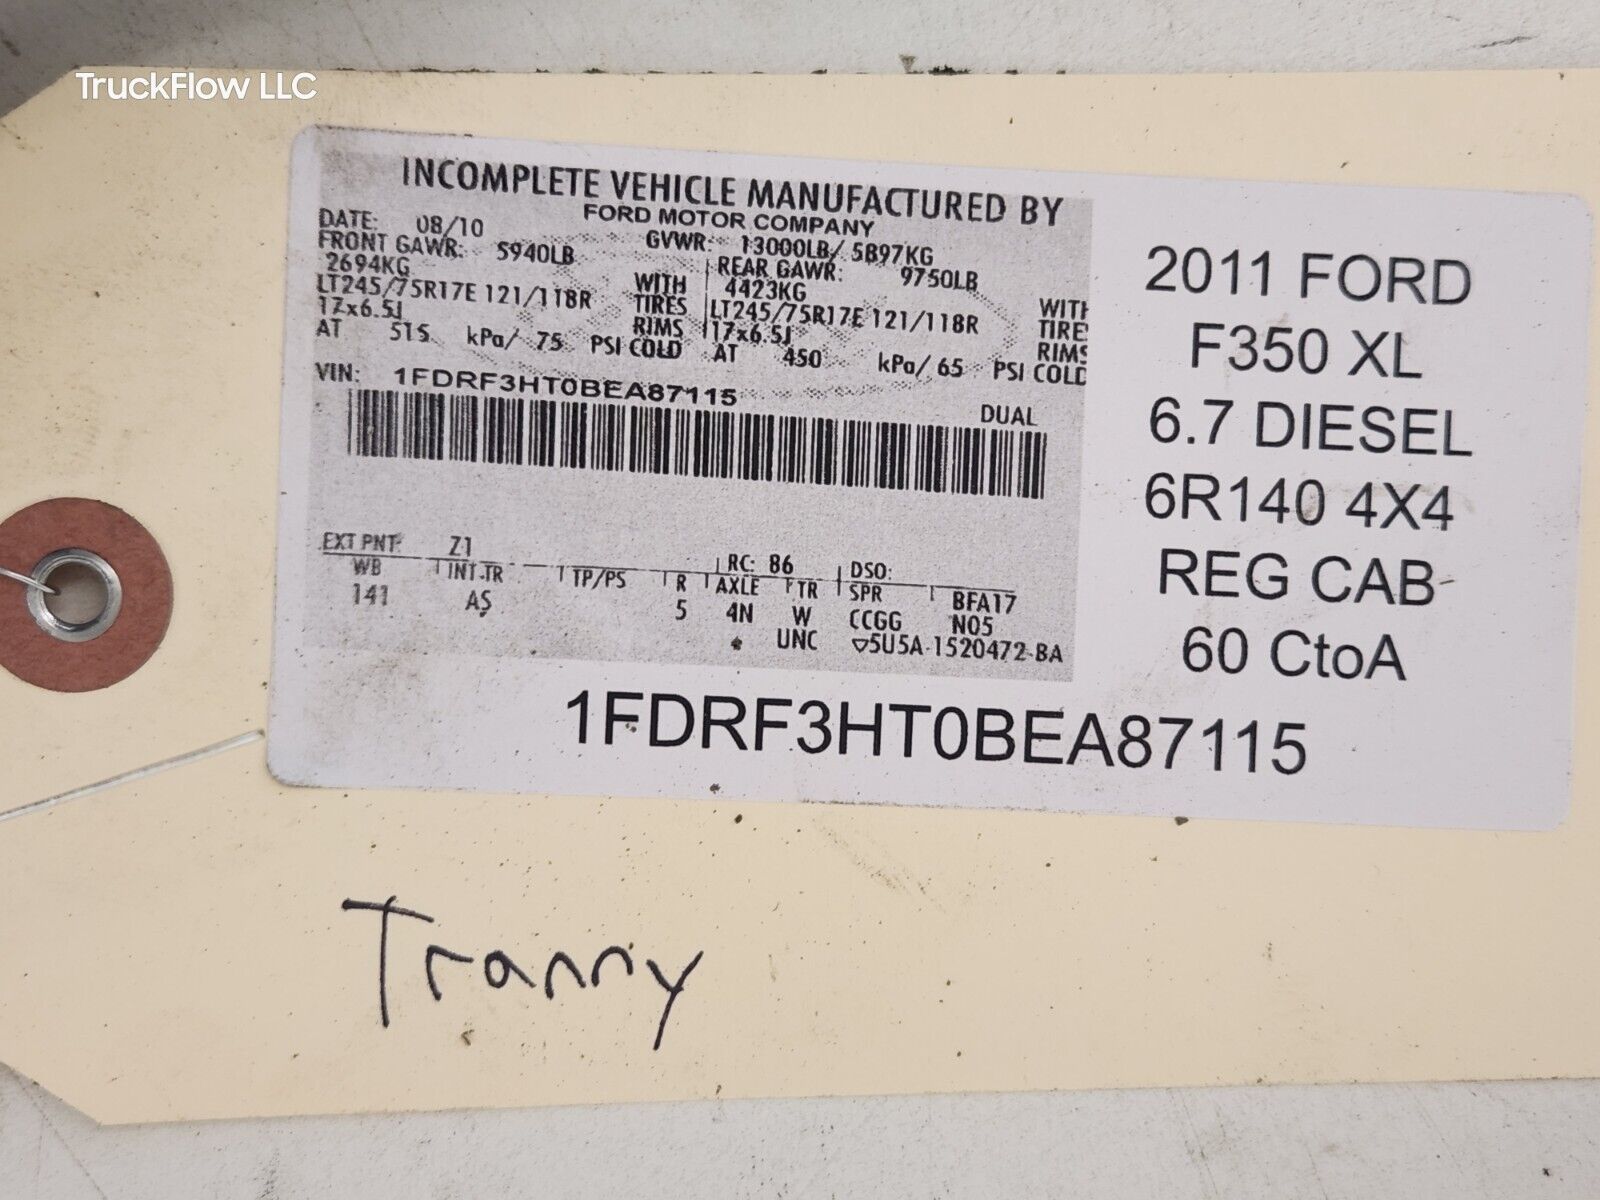 TruckFlow LLC
INCOMPLETE VEHICLE MANUFACTURED BY
FORD MOTOR COMPANY
DATE: 08/10 GVWR: 13000LB/ 5897KG
FRONT GAWR: 5940LB REAR GAWR: 9750LB
2694KG 4423KG
LT245/75R17E 121/118R WITH TIRES LT245/75R17E 121/118R WITH TIRES
17x6.5J RIMS 17x6.5J RIMS
AT 515 kPa/ 75 PSI COLD AT 450 kPa/ 65 PSI COLD
VIN: 1FDRF3HT0BEA87115
DUAL
EXT PNT: Z1 RC: 86 DSO:
WB INT TR TP/PS R AXLE TR SPR BFA17
141 AS 5 4N W CCGG N05
UNC ▽5U5A-1520472-BA
2011 FORD
F350 XL
6.7 DIESEL
6R140 4X4
REG CAB
60 CtoA
1FDRF3HT0BEA87115
Tranny